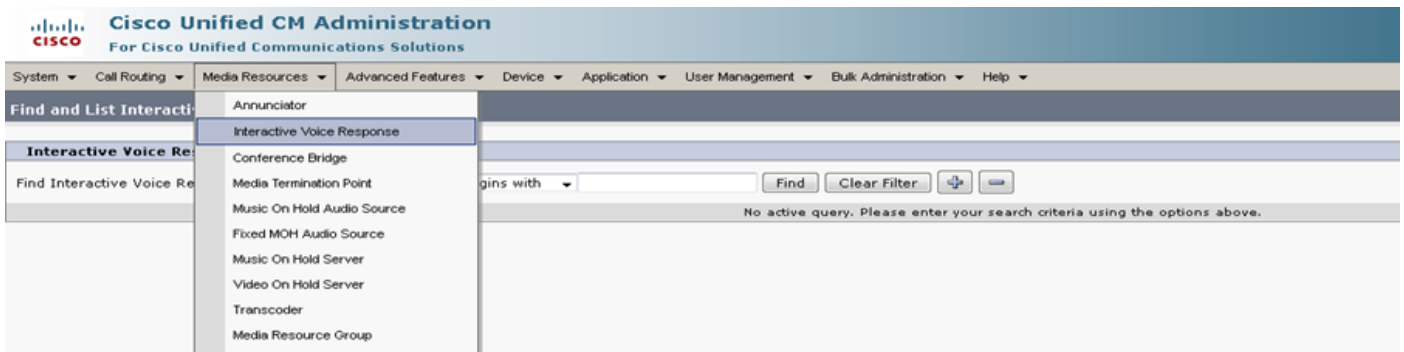 CISCO
Cisco Unified CM Administration
For Cisco Unified Communications Solutions
System Call Routing Media Resources Advanced Features Device Application User Management Bulk Administration Help
Find and List Interacti
Annunciator
Interactive Voice Response
Interactive Voice Re
Conference Bridge
Find Interactive Voice Re
Media Termination Point
gins with
Find
Clear Filter
Music On Hold Audio Source
No active query. Please enter your search criteria using the options above.
Fixed MOH Audio Source
Music On Hold Server
Video On Hold Server
Transcoder
Media Resource Group